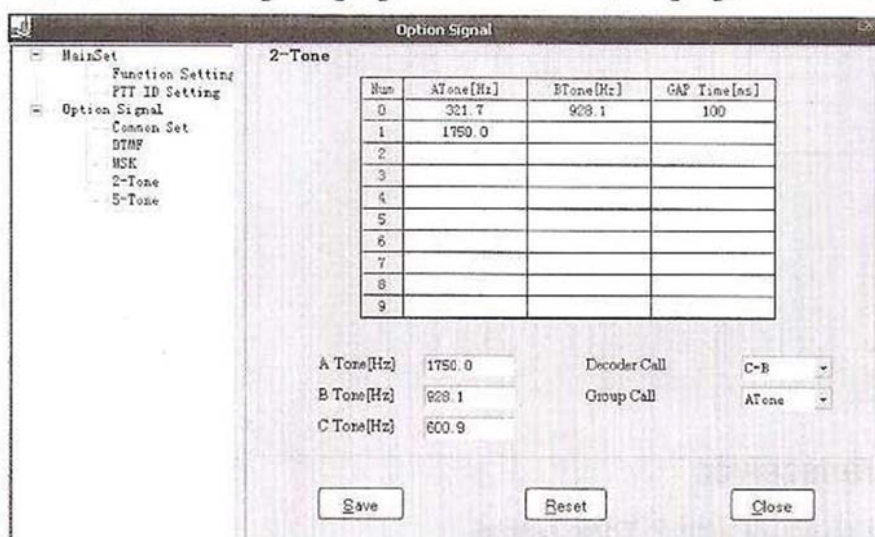 Option Signal
MainSet
Function Setting
PTT ID Setting
Option Signal
Common Set
DTMF
MSK
2-Tone
5-Tone
2-Tone
Num ATone[Hz] BTone[Hz] GAP Time[ms]
0 321.7 928.1 100
1 1750.0
2
3
4
5
6
7
8
9
A Tone[Hz] 1750.0 Decoder Call C-B
B Tone[Hz] 928.1 Group Call ATone
C Tone[Hz] 600.9
Save Reset Close